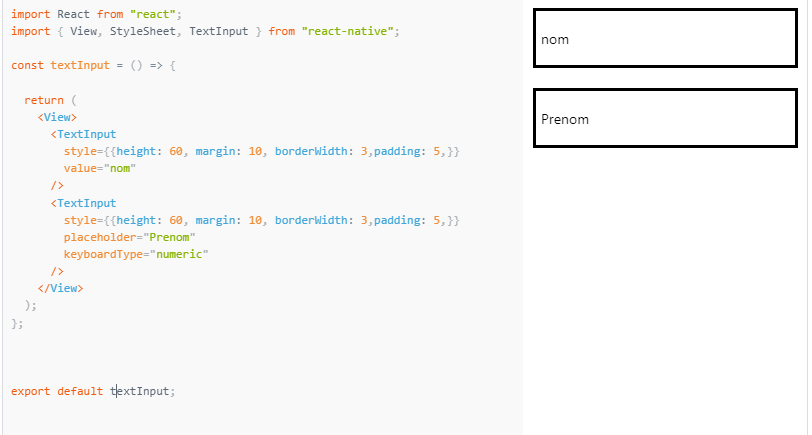 import React from "react";
import { View, StyleSheet, TextInput } from "react-native";
const textInput = () => {
return (
<View>
<TextInput
style={{height: 60, margin: 10, borderWidth: 3,padding: 5,}}
value="nom"
/>
<TextInput
style={{height: 60, margin: 10, borderWidth: 3,padding: 5,}}
placeholder="Prenom"
keyboardType="numeric"
/>
</View>
);
};
export default textInput;
nom
Prenom